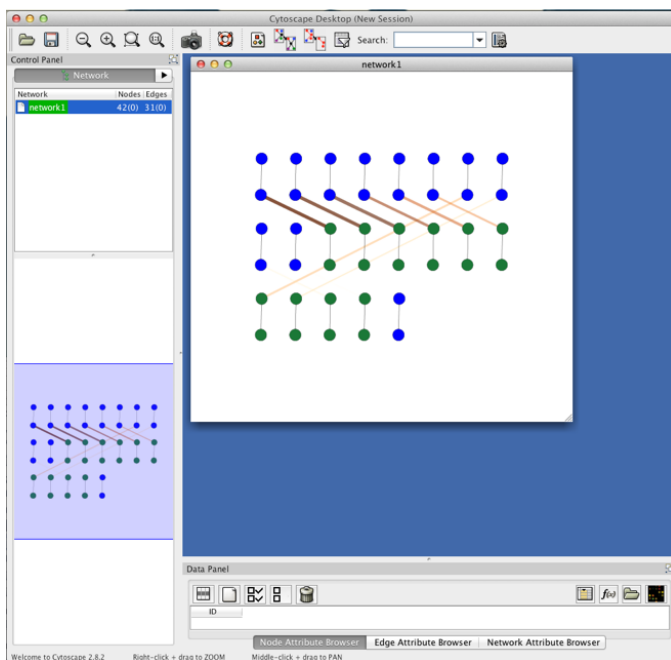 Cytoscape Desktop (New Session)
Search:
Control Panel
Network
Network Nodes Edges
network1 42(0) 31(0)
network1
Data Panel
f(x)
ID
Node Attribute Browser Edge Attribute Browser Network Attribute Browser
Welcome to Cytoscape 2.8.2 Right-click + drag to ZOOM Middle-click + drag to PAN